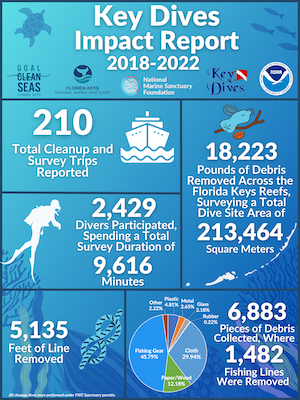 Key Dives
Impact Report
2018-2022
GOAL
CLEAN
SEAS
FLORIDA KEYS
FLORIDA KEYS
NATIONAL MARINE SANCTUARY
National
Marine Sanctuary
Foundation
Key
Dives
NOAA
210
Total Cleanup and
Survey Trips
Reported
18,223
Pounds of Debris
Removed Across the
Florida Keys Reefs,
Surveying a Total
Dive Site Area of
213,464
Square Meters
2,429
Divers Participated,
Spending a Total
Survey Duration of
9,616
Minutes
5,135
Feet of Line
Removed
Other
2.22%
Plastic
4.81%
Metal
2.65%
Glass
2.18%
Rubber
0.22%
Fishing Gear
45.79%
Cloth
29.94%
Paper/Wood
12.18%
6,883
Pieces of Debris
Collected, Where
1,482
Fishing Lines
Were Removed
All cleanup dives were performed under FWC Sanctuary permits.